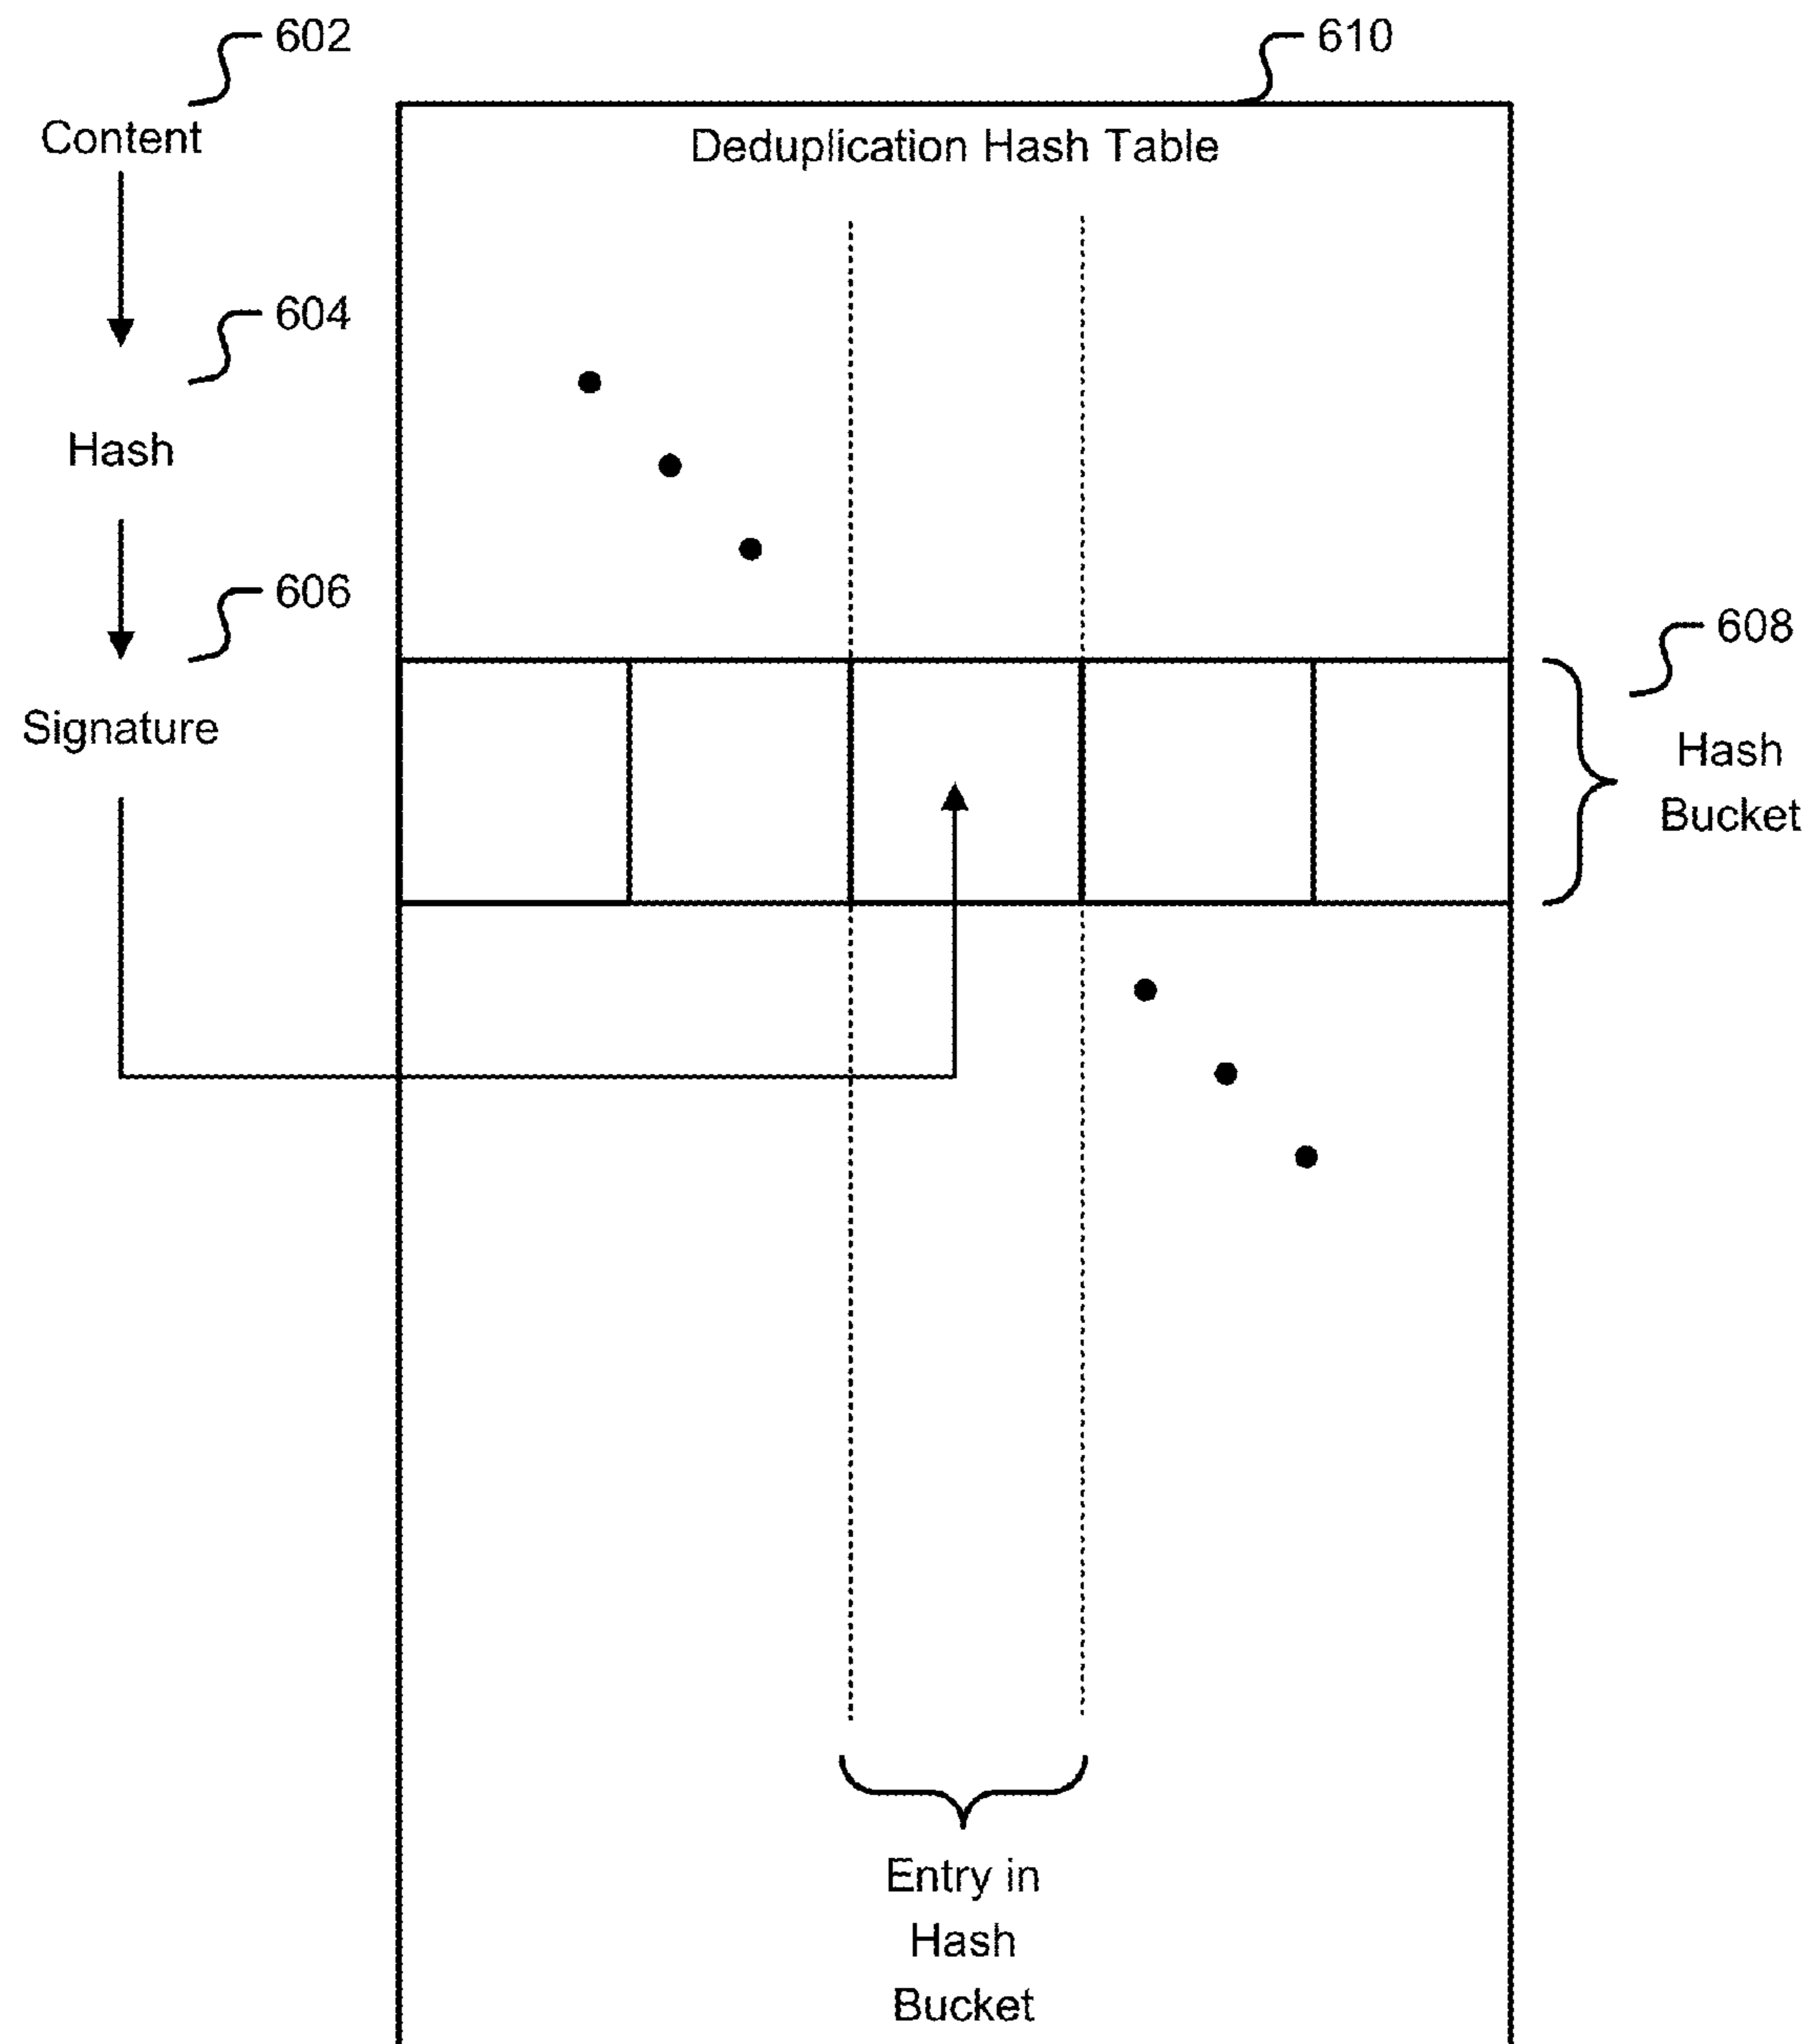 602
610
Content
Deduplication Hash Table
604
Hash
606
608
Signature
Hash
Bucket
Entry in
Hash
Bucket